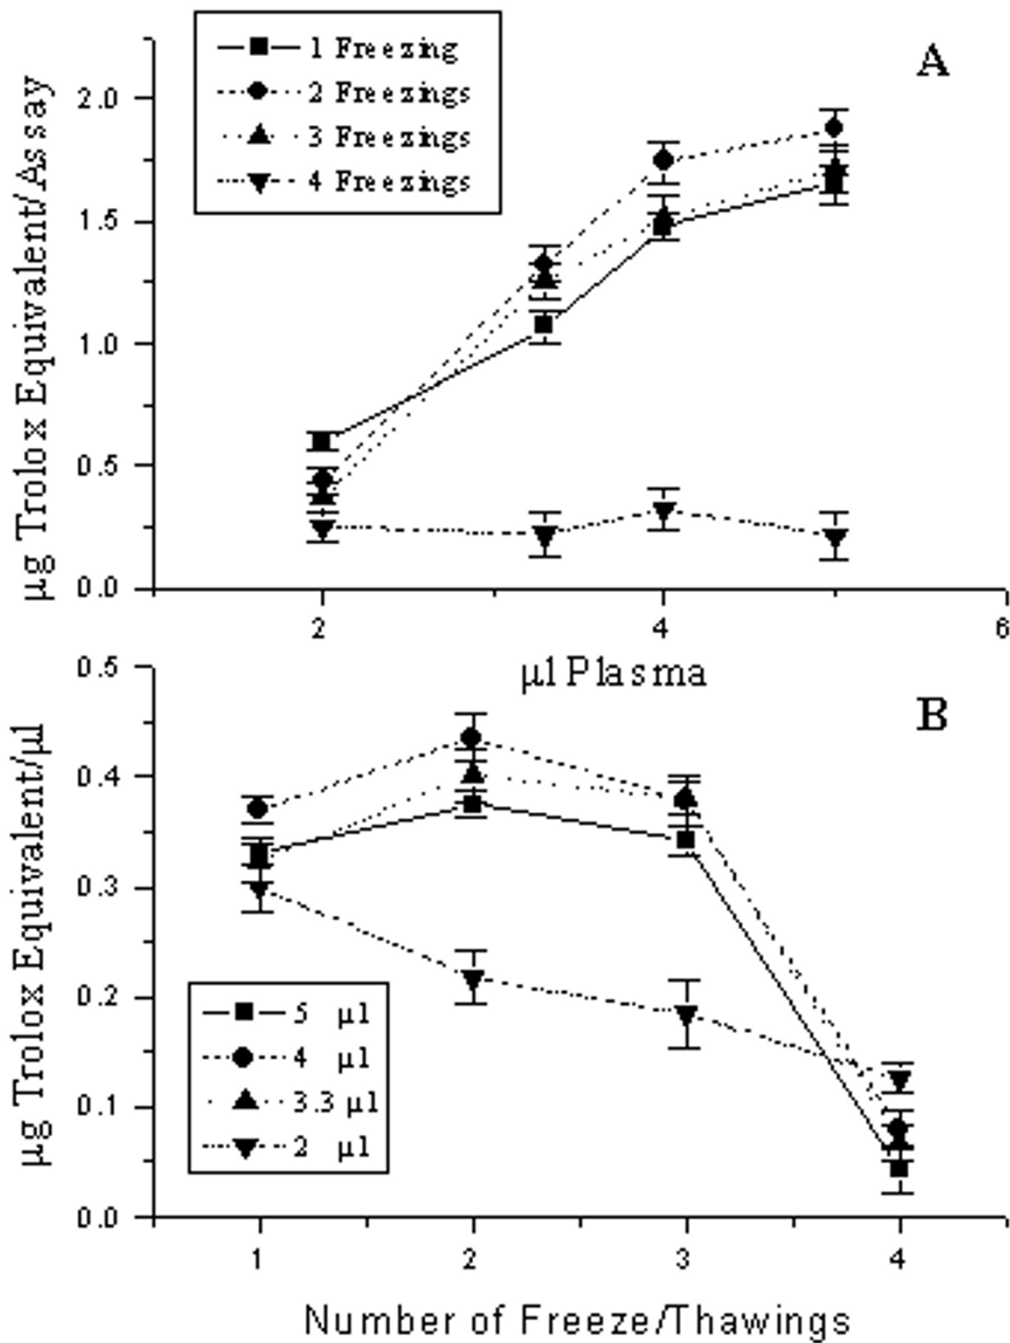 A
1 Freezing
2 Freezings
3 Freezings
4 Freezings
µg Trolox Equivalent/Assay
2.0
1.5
1.0
0.5
0.0
2
4
6
µl Plasma
B
µg Trolox Equivalent/µl
0.5
0.4
0.3
0.2
0.1
0.0
5 µl
4 µl
3.3 µl
2 µl
1
2
3
4
Number of Freeze/Thawings